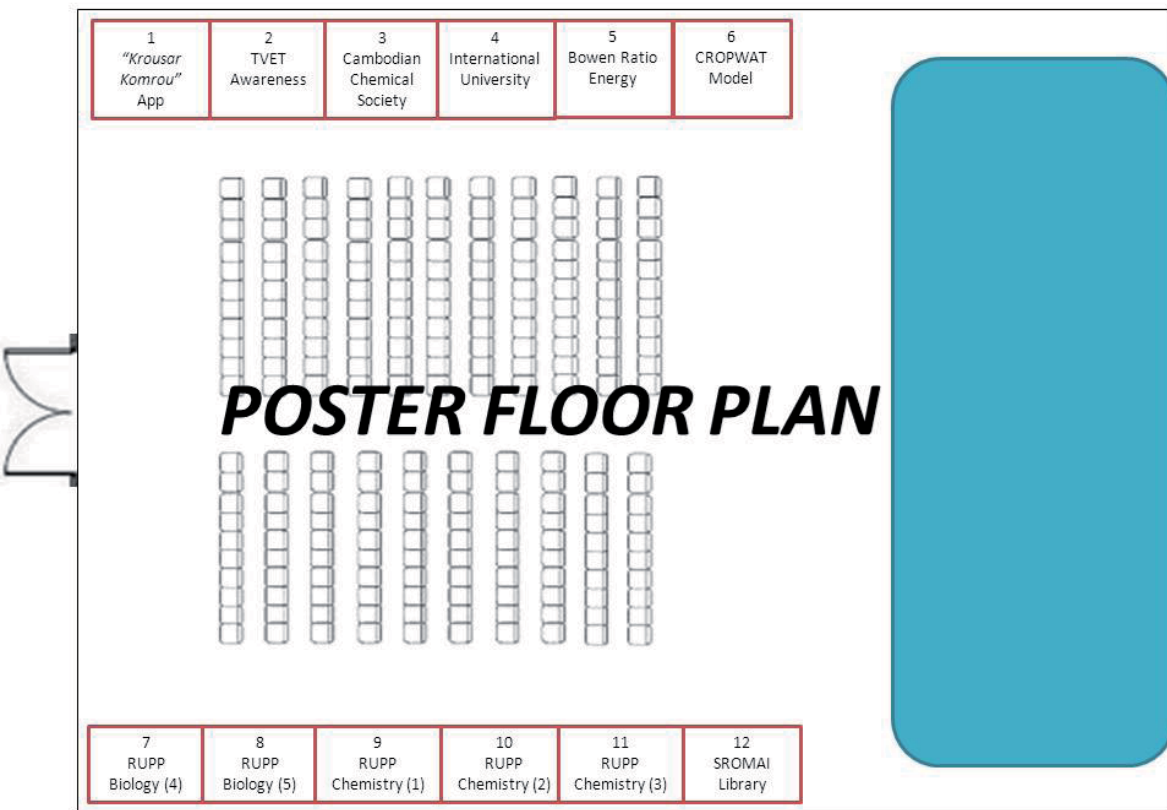 1
“Krousar
Komrou”
App
2
TVET
Awareness
3
Cambodian
Chemical
Society
4
International
University
5
Bowen Ratio
Energy
6
CROPWAT
Model
POSTER FLOOR PLAN
7
RUPP
Biology (4)
8
RUPP
Biology (5)
9
RUPP
Chemistry (1)
10
RUPP
Chemistry (2)
11
RUPP
Chemistry (3)
12
SROMAI
Library